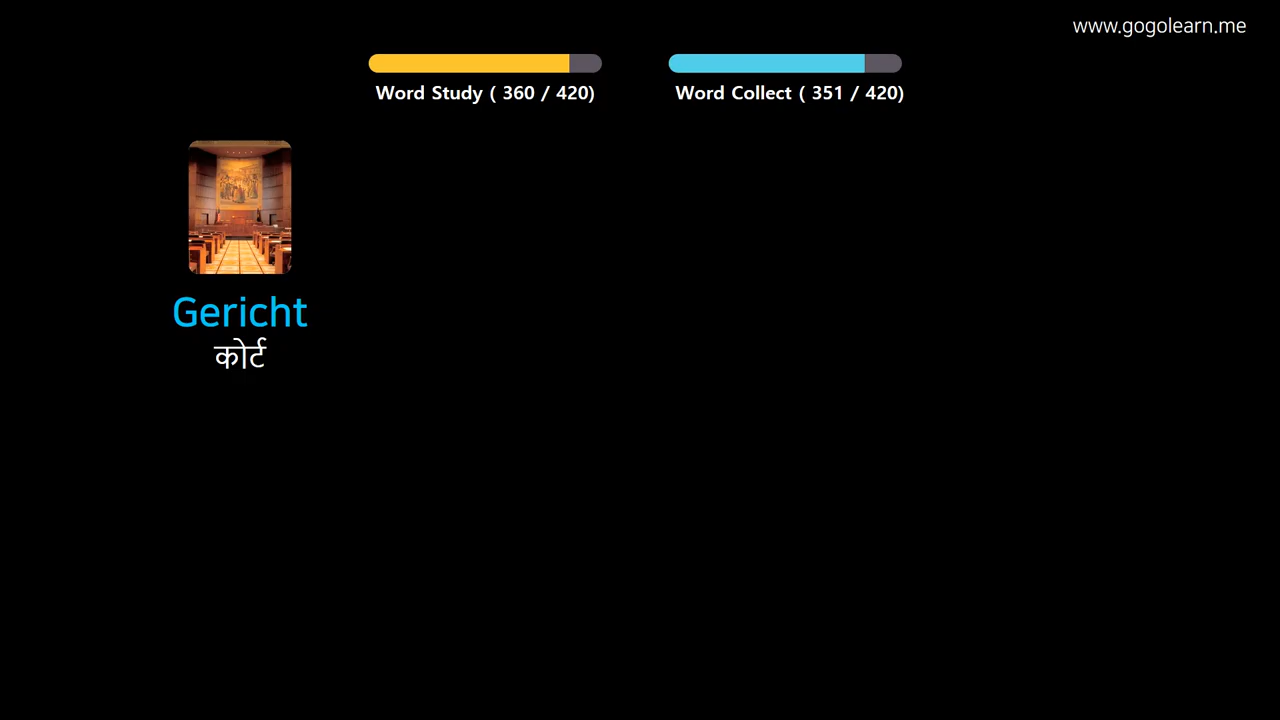 www.gogolearn.me
Word Study ( 360 / 420)
Word Collect ( 351 / 420)
Gericht
कोर्ट